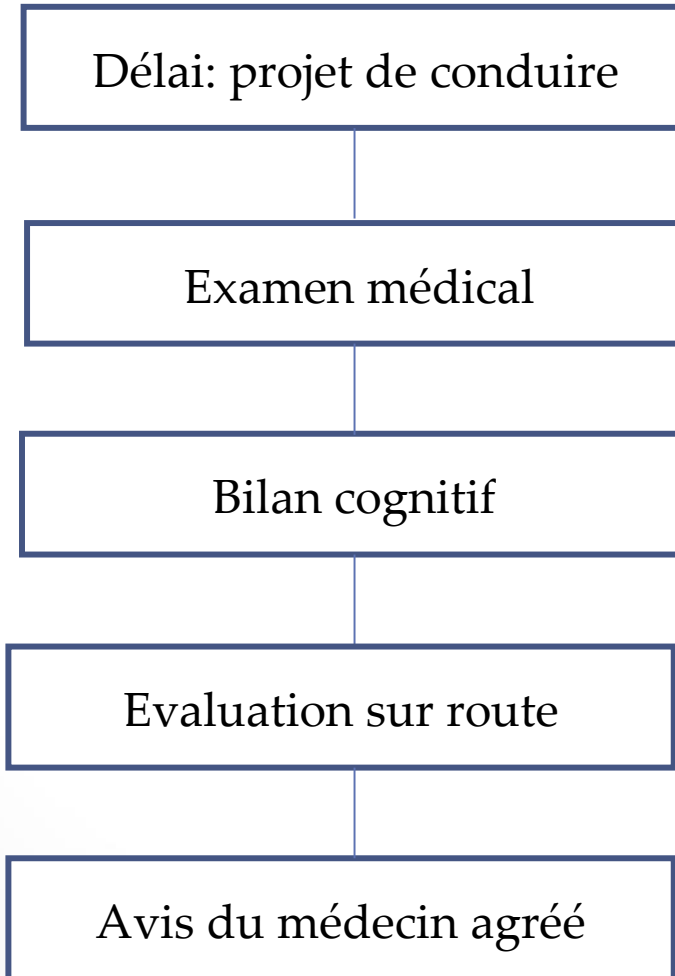 Délai: projet de conduire
Examen médical
Bilan cognitif
Evaluation sur route
Avis du médecin agréé